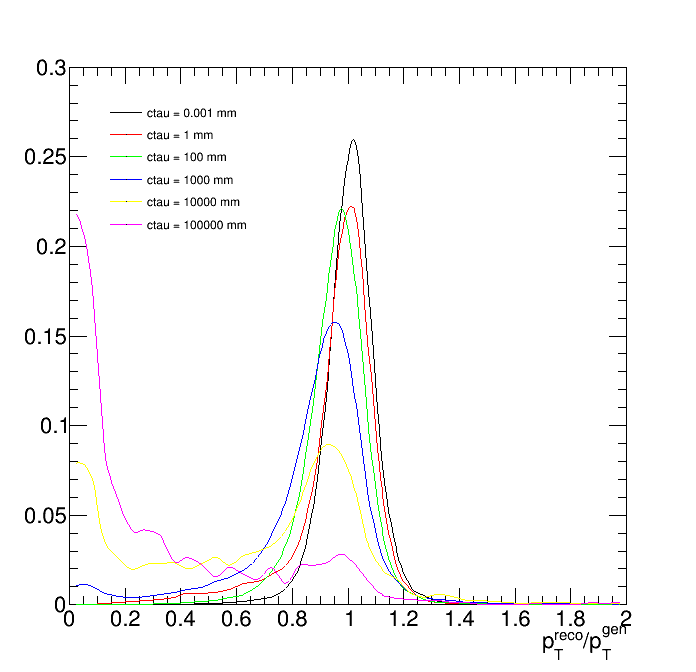 0.3
0.25
0.2
0.15
0.1
0.05
0
ctau = 0.001 mm
ctau = 1 mm
ctau = 100 mm
ctau = 1000 mm
ctau = 10000 mm
ctau = 100000 mm
0 0.2 0.4 0.6 0.8 1 1.2 1.4 1.6 1.8 2
p_T^reco/p_T^gen